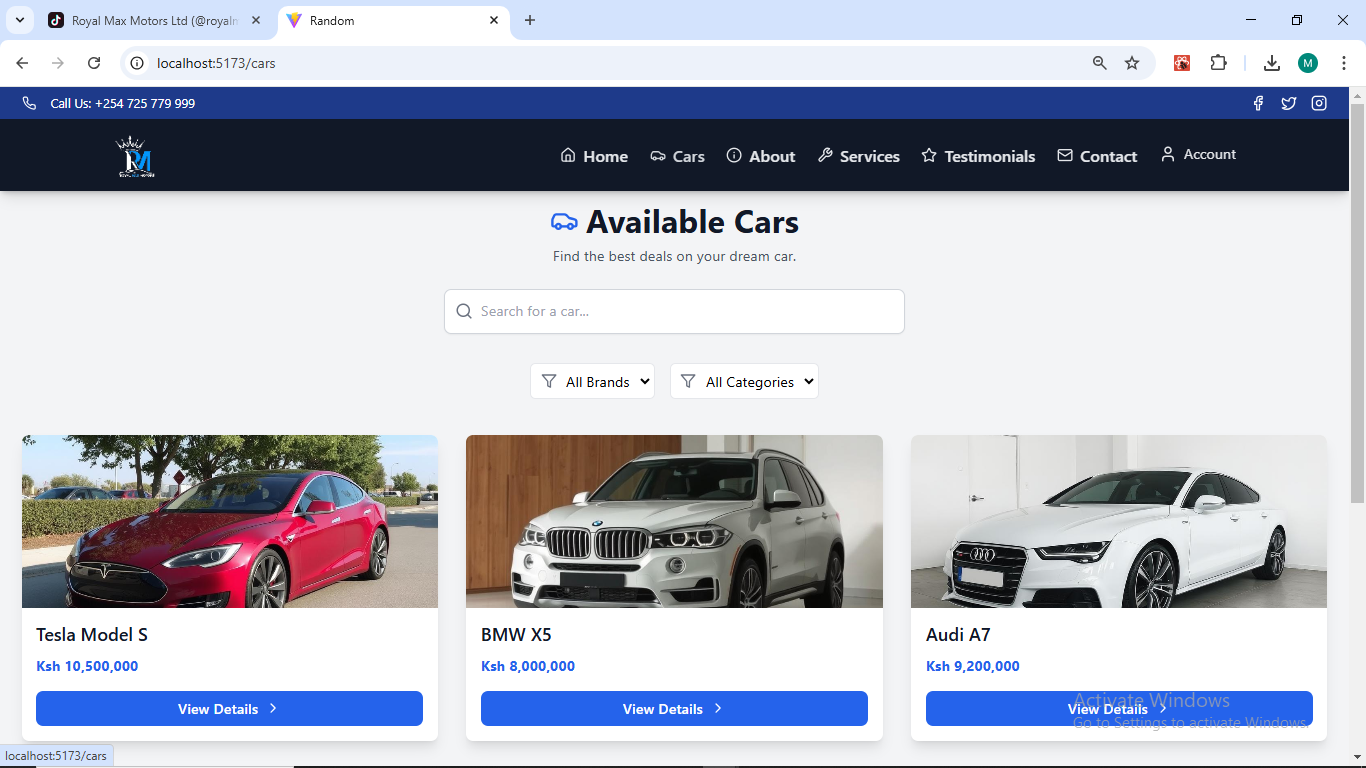 Royal Max Motors Ltd (@royaln
Random
localhost:5173/cars
M
Call Us: +254 725 779 999
RM
Home
Cars
About
Services
Testimonials
Contact
Account
Available Cars
Find the best deals on your dream car.
Search for a car...
All Brands
All Categories
Tesla Model S
Ksh 10,500,000
View Details
BMW X5
Ksh 8,000,000
View Details
Audi A7
Ksh 9,200,000
View Details
Activate Windows
Go to Settings to activate Windows.
localhost:5173/cars